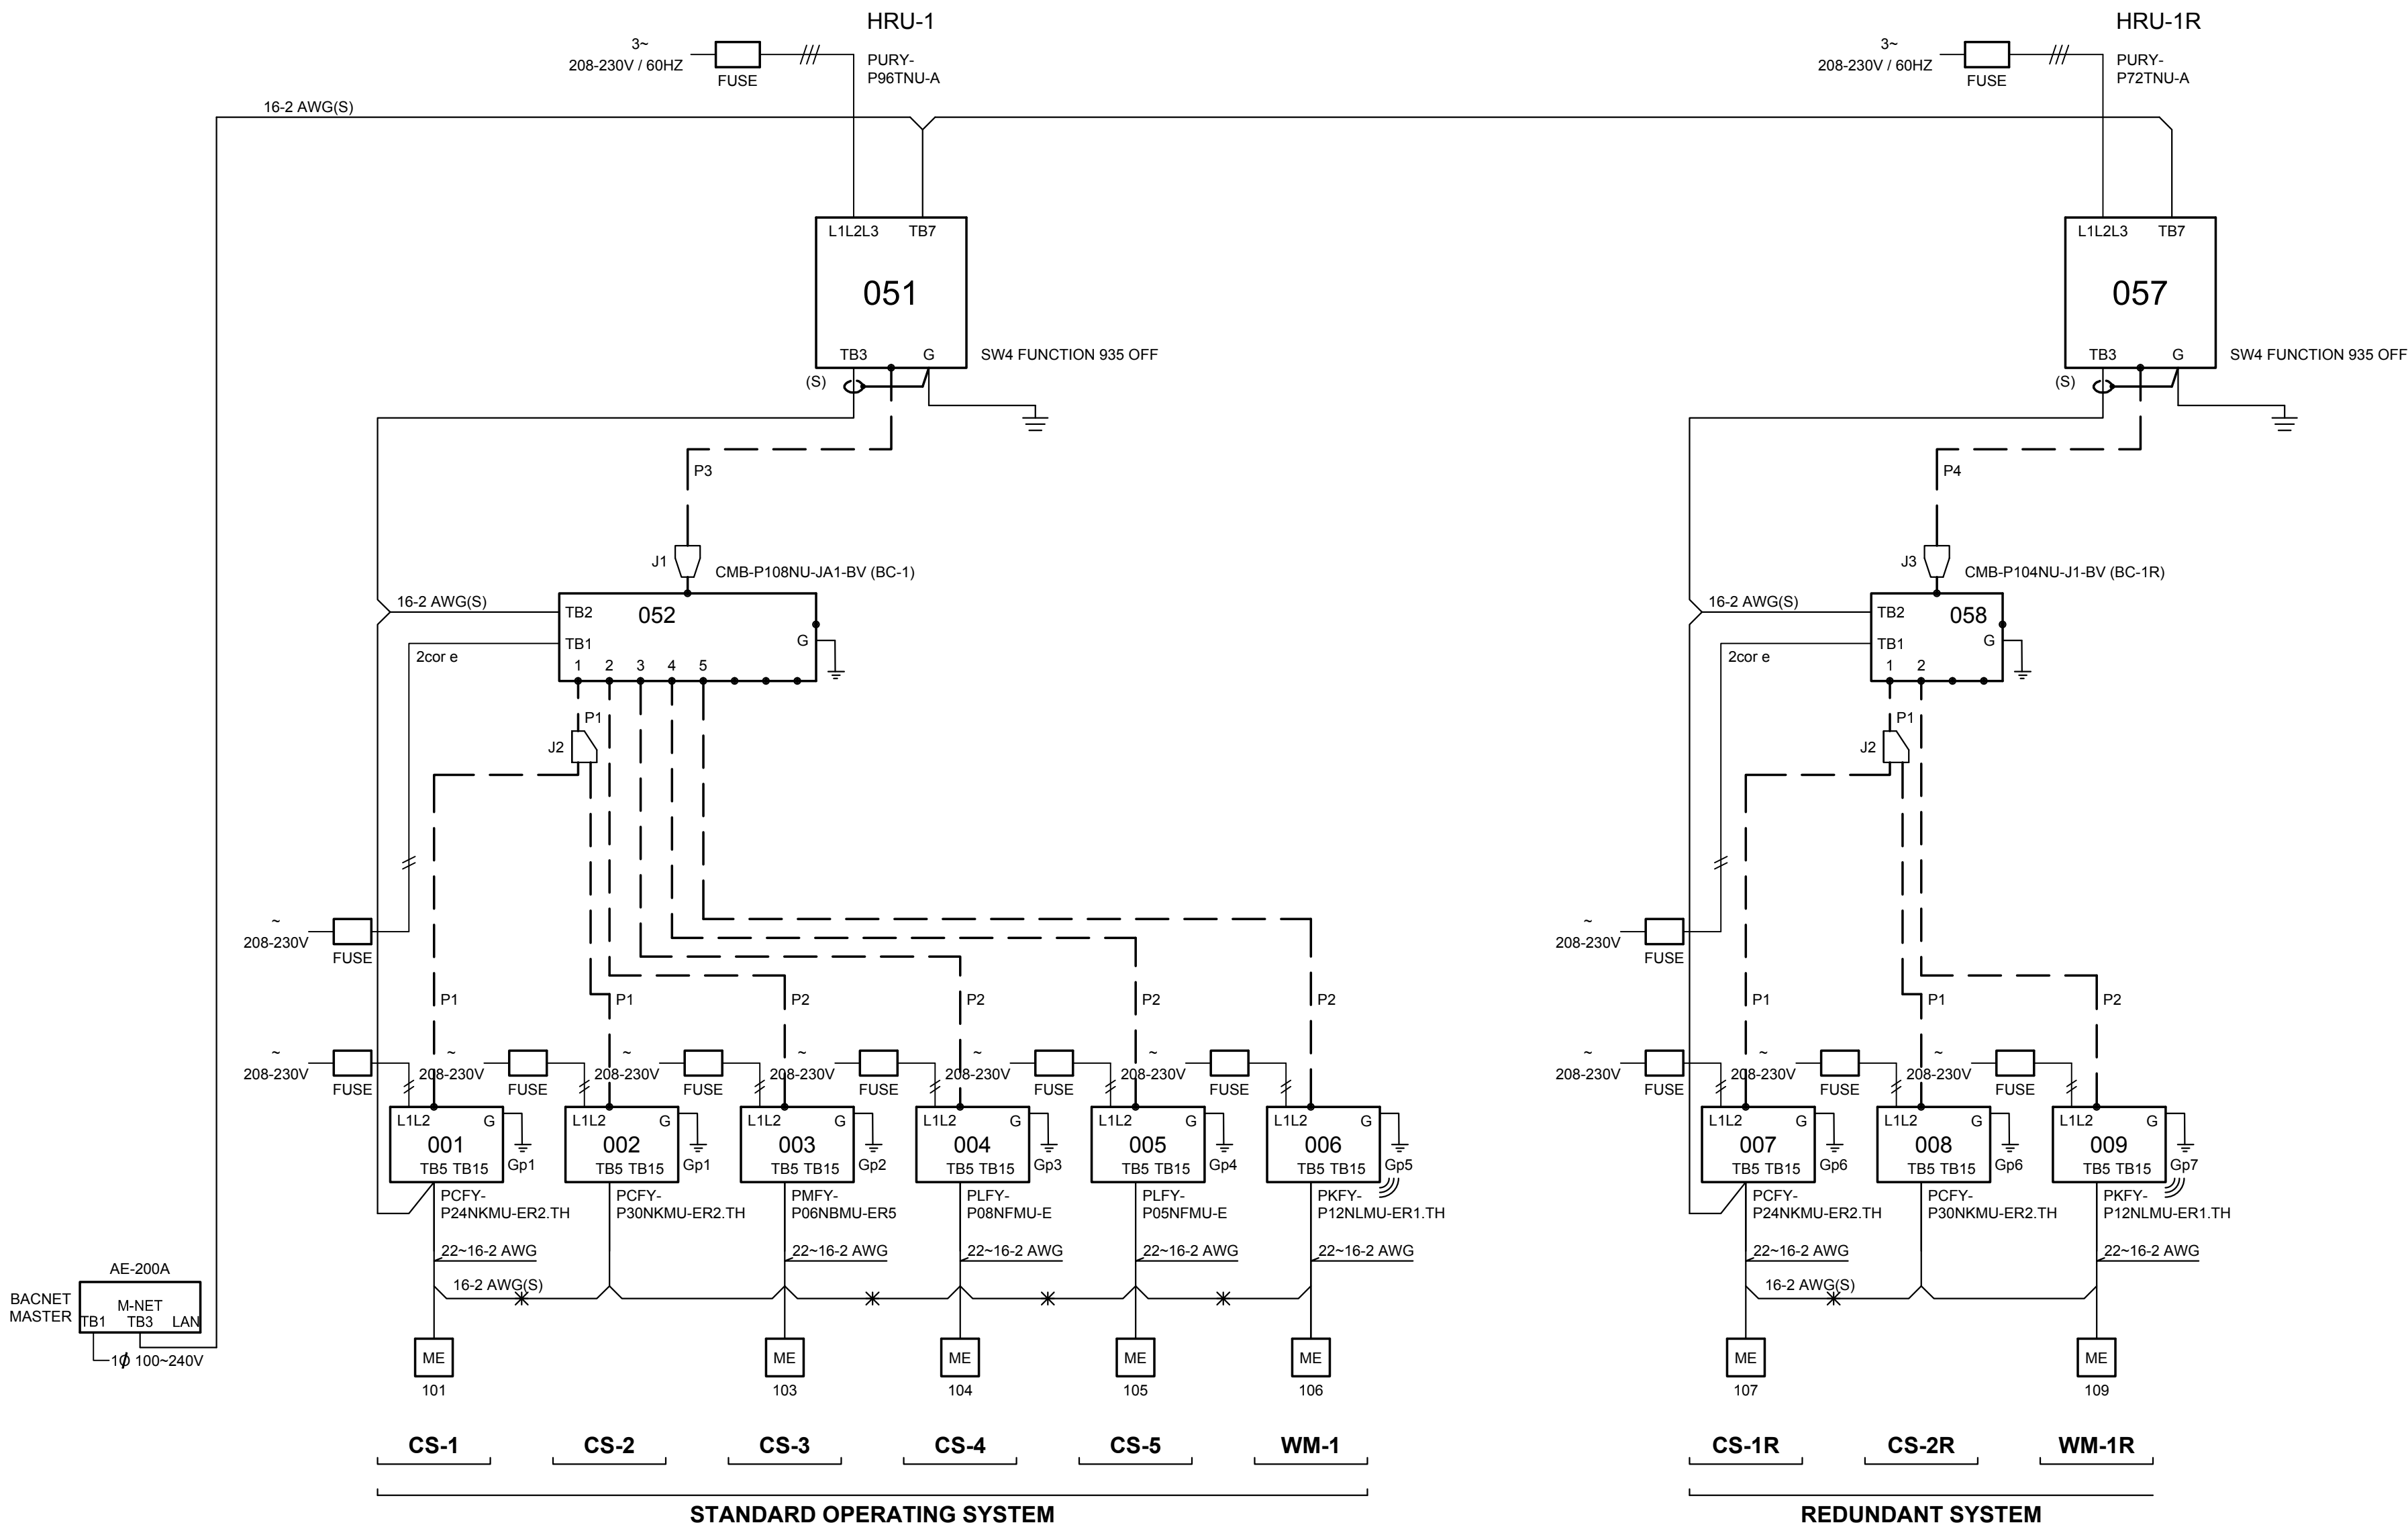 HRU-1
HRU-1R
3~
208-230V / 60HZ
FUSE
PURY-
P96TNU-A
3~
208-230V / 60HZ
FUSE
PURY-
P72TNU-A
16-2 AWG(S)
L1L2L3 TB7
051
TB3 G
(S)
SW4 FUNCTION 935 OFF
L1L2L3 TB7
057
TB3 G
(S)
SW4 FUNCTION 935 OFF
P3
J1
CMB-P108NU-JA1-BV (BC-1)
16-2 AWG(S)
TB2
052
TB1
G
2cor e
1 2 3 4 5
P1
J2
P4
J3
CMB-P104NU-J1-BV (BC-1R)
16-2 AWG(S)
TB2
058
TB1
G
2cor e
1 2
P1
J2
~
208-230V
FUSE
~
208-230V
FUSE
P1
P1
P2
P2
P2
P2
P1
P1
P2
~
208-230V
FUSE
~
208-230V
FUSE
~
208-230V
FUSE
~
208-230V
FUSE
~
208-230V
FUSE
~
208-230V
FUSE
~
208-230V
FUSE
~
208-230V
FUSE
~
208-230V
FUSE
L1L2 G
001
TB5 TB15
Gp1
PCFY-
P24NKMU-ER2.TH
L1L2 G
002
TB5 TB15
Gp1
PCFY-
P30NKMU-ER2.TH
L1L2 G
003
TB5 TB15
Gp2
PMFY-
P06NBMU-ER5
L1L2 G
004
TB5 TB15
Gp3
PLFY-
P08NFMU-E
L1L2 G
005
TB5 TB15
Gp4
PLFY-
P05NFMU-E
L1L2 G
006
TB5 TB15
Gp5
PKFY-
P12NLMU-ER1.TH
L1L2 G
007
TB5 TB15
Gp6
PCFY-
P24NKMU-ER2.TH
L1L2 G
008
TB5 TB15
Gp6
PCFY-
P30NKMU-ER2.TH
L1L2 G
009
TB5 TB15
Gp7
PKFY-
P12NLMU-ER1.TH
22~16-2 AWG
22~16-2 AWG
22~16-2 AWG
22~16-2 AWG
22~16-2 AWG
22~16-2 AWG
22~16-2 AWG
16-2 AWG(S)
16-2 AWG(S)
AE-200A
BACNET
MASTER
M-NET
TB1 TB3 LAN
1ϕ 100~240V
ME
101
ME
103
ME
104
ME
105
ME
106
ME
107
ME
109
CS-1
CS-2
CS-3
CS-4
CS-5
WM-1
CS-1R
CS-2R
WM-1R
STANDARD OPERATING SYSTEM
REDUNDANT SYSTEM